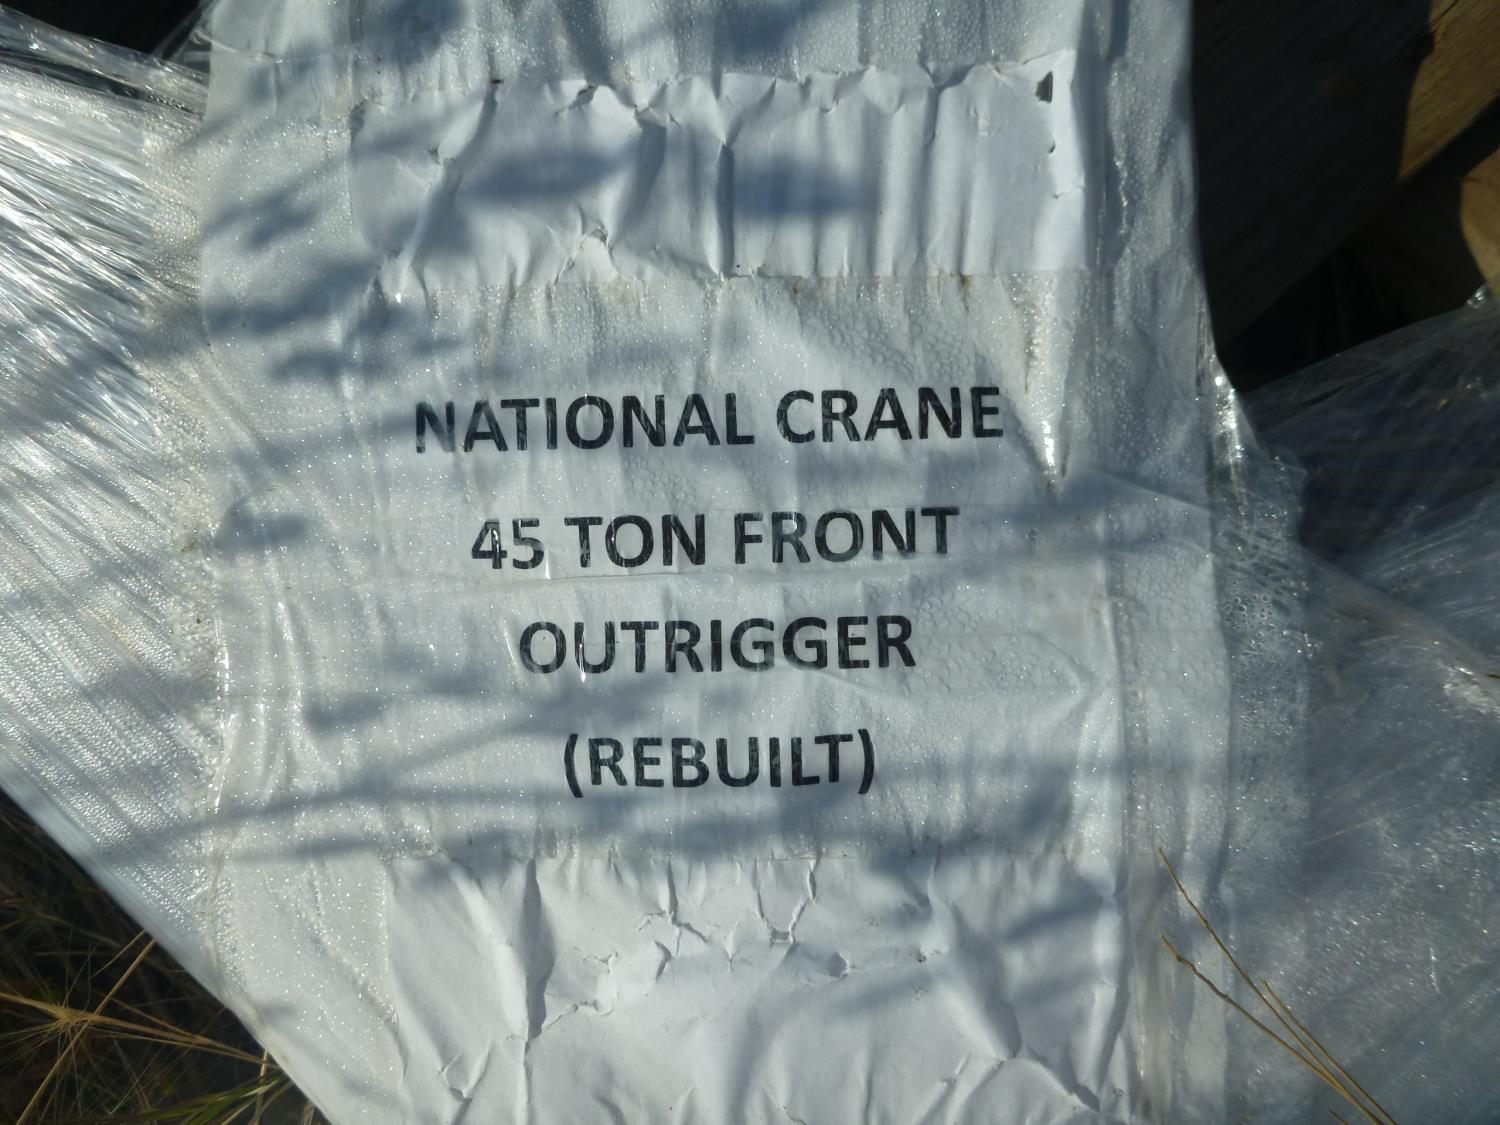 NATIONAL CRANE
45 TON FRONT
OUTRIGGER
(REBUILT)